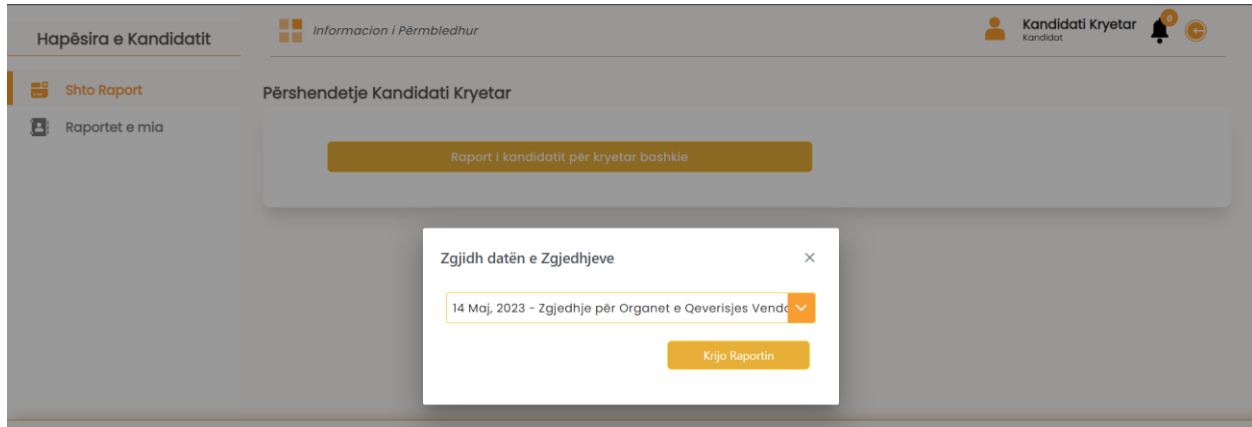 Hapësira e Kandidatit
Informacion i Përmbledhur
Kandidati Kryetar
Kandidat
0
Shto Raport
Raportet e mia
Përshendetje Kandidati Kryetar
Raport i kandidatit për kryetar bashkie
Zgjidh datën e Zgjedhjeve
14 Maj, 2023 - Zgjedhje për Organet e Qeverisjes
Krijo Raportin